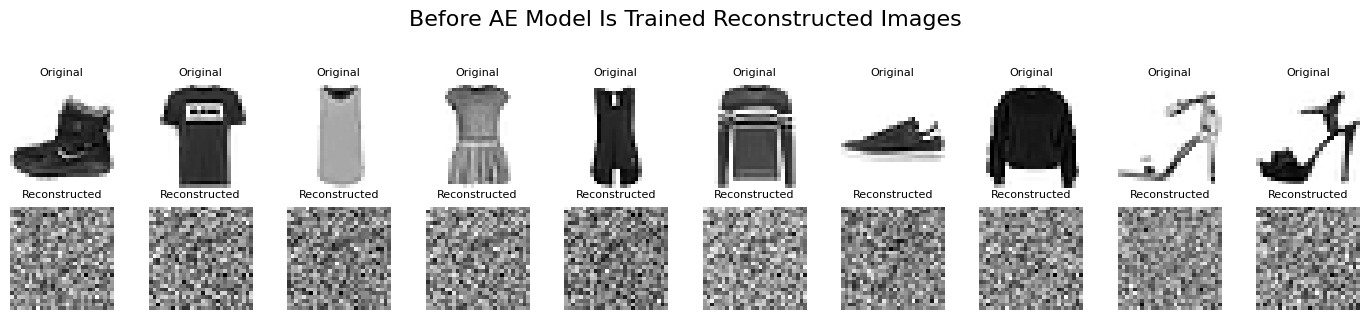 Before AE Model Is Trained Reconstructed Images
Original Original Original Original Original Original Original Original Original Original
Reconstructed Reconstructed Reconstructed Reconstructed Reconstructed Reconstructed Reconstructed Reconstructed Reconstructed Reconstructed